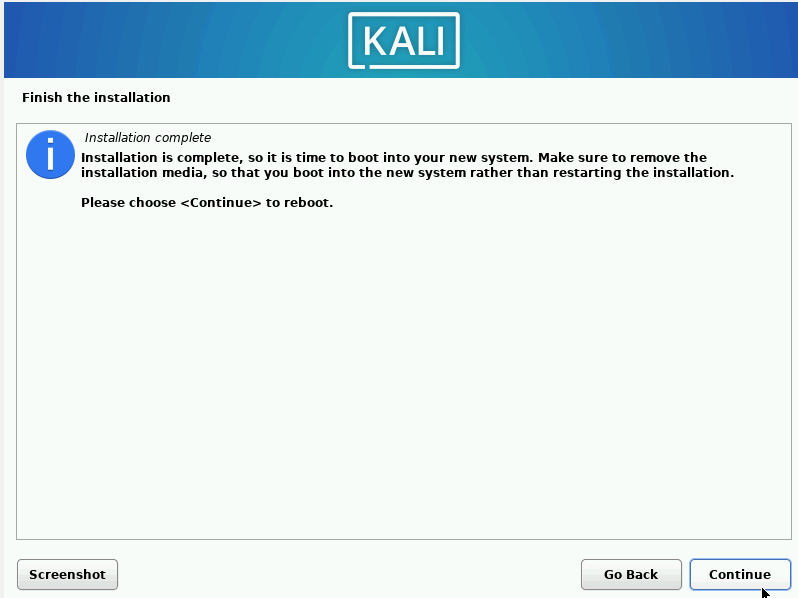 KALI
Finish the installation
Installation complete
Installation is complete, so it is time to boot into your new system. Make sure to remove the
installation media, so that you boot into the new system rather than restarting the installation.
Please choose <Continue> to reboot.
Screenshot
Go Back
Continue